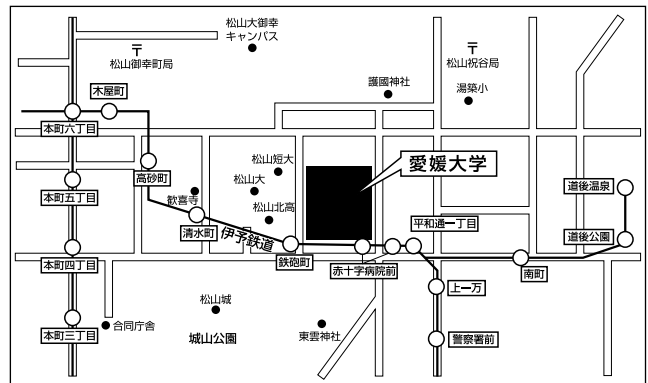 松山大御幸
キャンパス
〒
松山御幸町局
〒
松山祝谷局
護國神社
湯築小
木屋町
本町六丁目
松山短大
愛媛大学
高砂町
松山大
本町五丁目
歓喜寺
道後温泉
松山北高
平和通一丁目
清水町
伊予鉄道
道後公園
鉄砲町
赤十字病院前
本町四丁目
南町
上一万
松山城
合同庁舎
本町三丁目
城山公園
東雲神社
警察署前